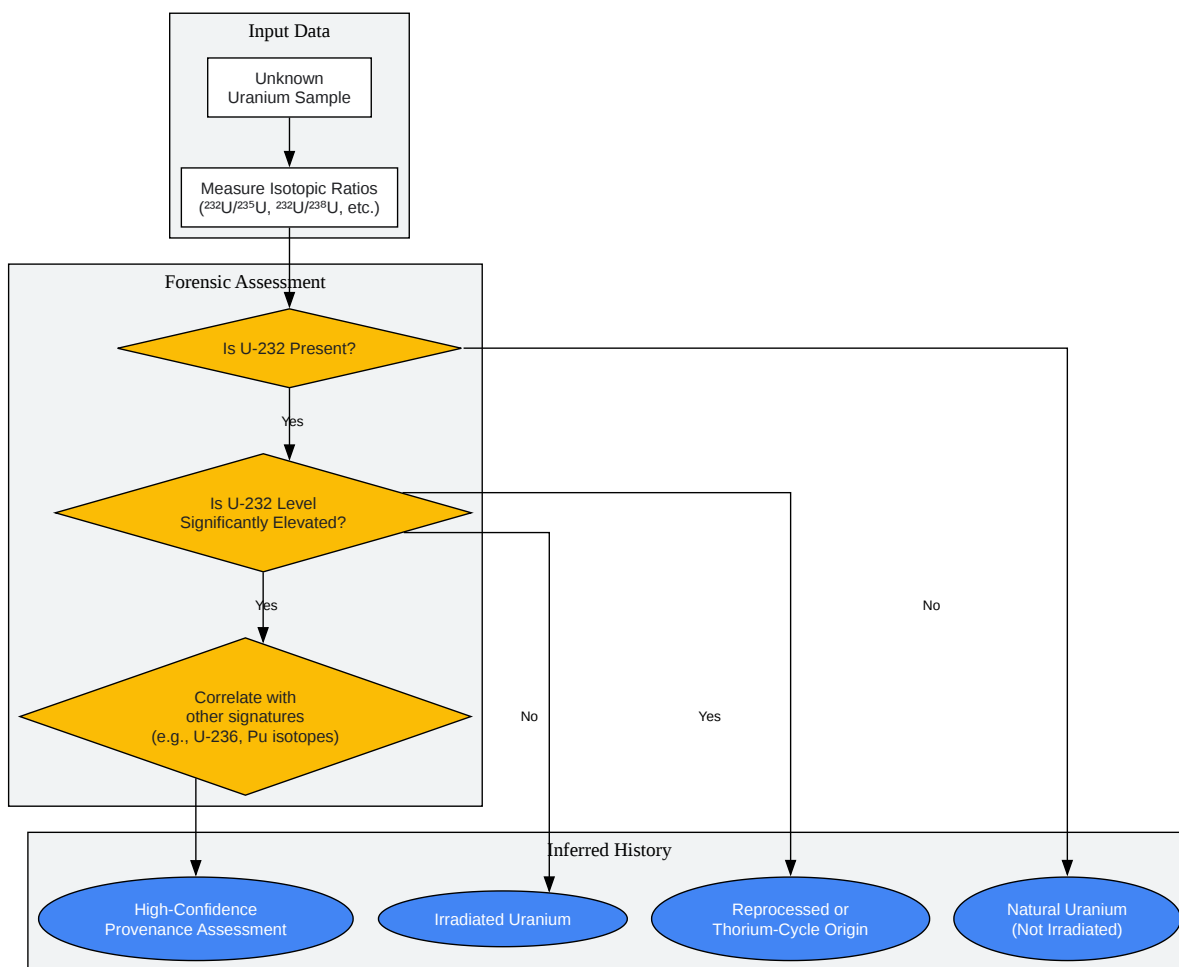 Input Data
Unknown
Uranium Sample
Measure Isotopic Ratios
(²³²U/²³⁵U, ²³²U/²³⁸U, etc.)
Forensic Assessment
Is U-232 Present?
Yes
Is U-232 Level
Significantly Elevated?
Yes
No
Correlate with
other signatures
(e.g., U-236, Pu isotopes)
No
Yes
Inferred History
High-Confidence
Provenance Assessment
Irradiated Uranium
Reprocessed or
Thorium-Cycle Origin
Natural Uranium
(Not Irradiated)